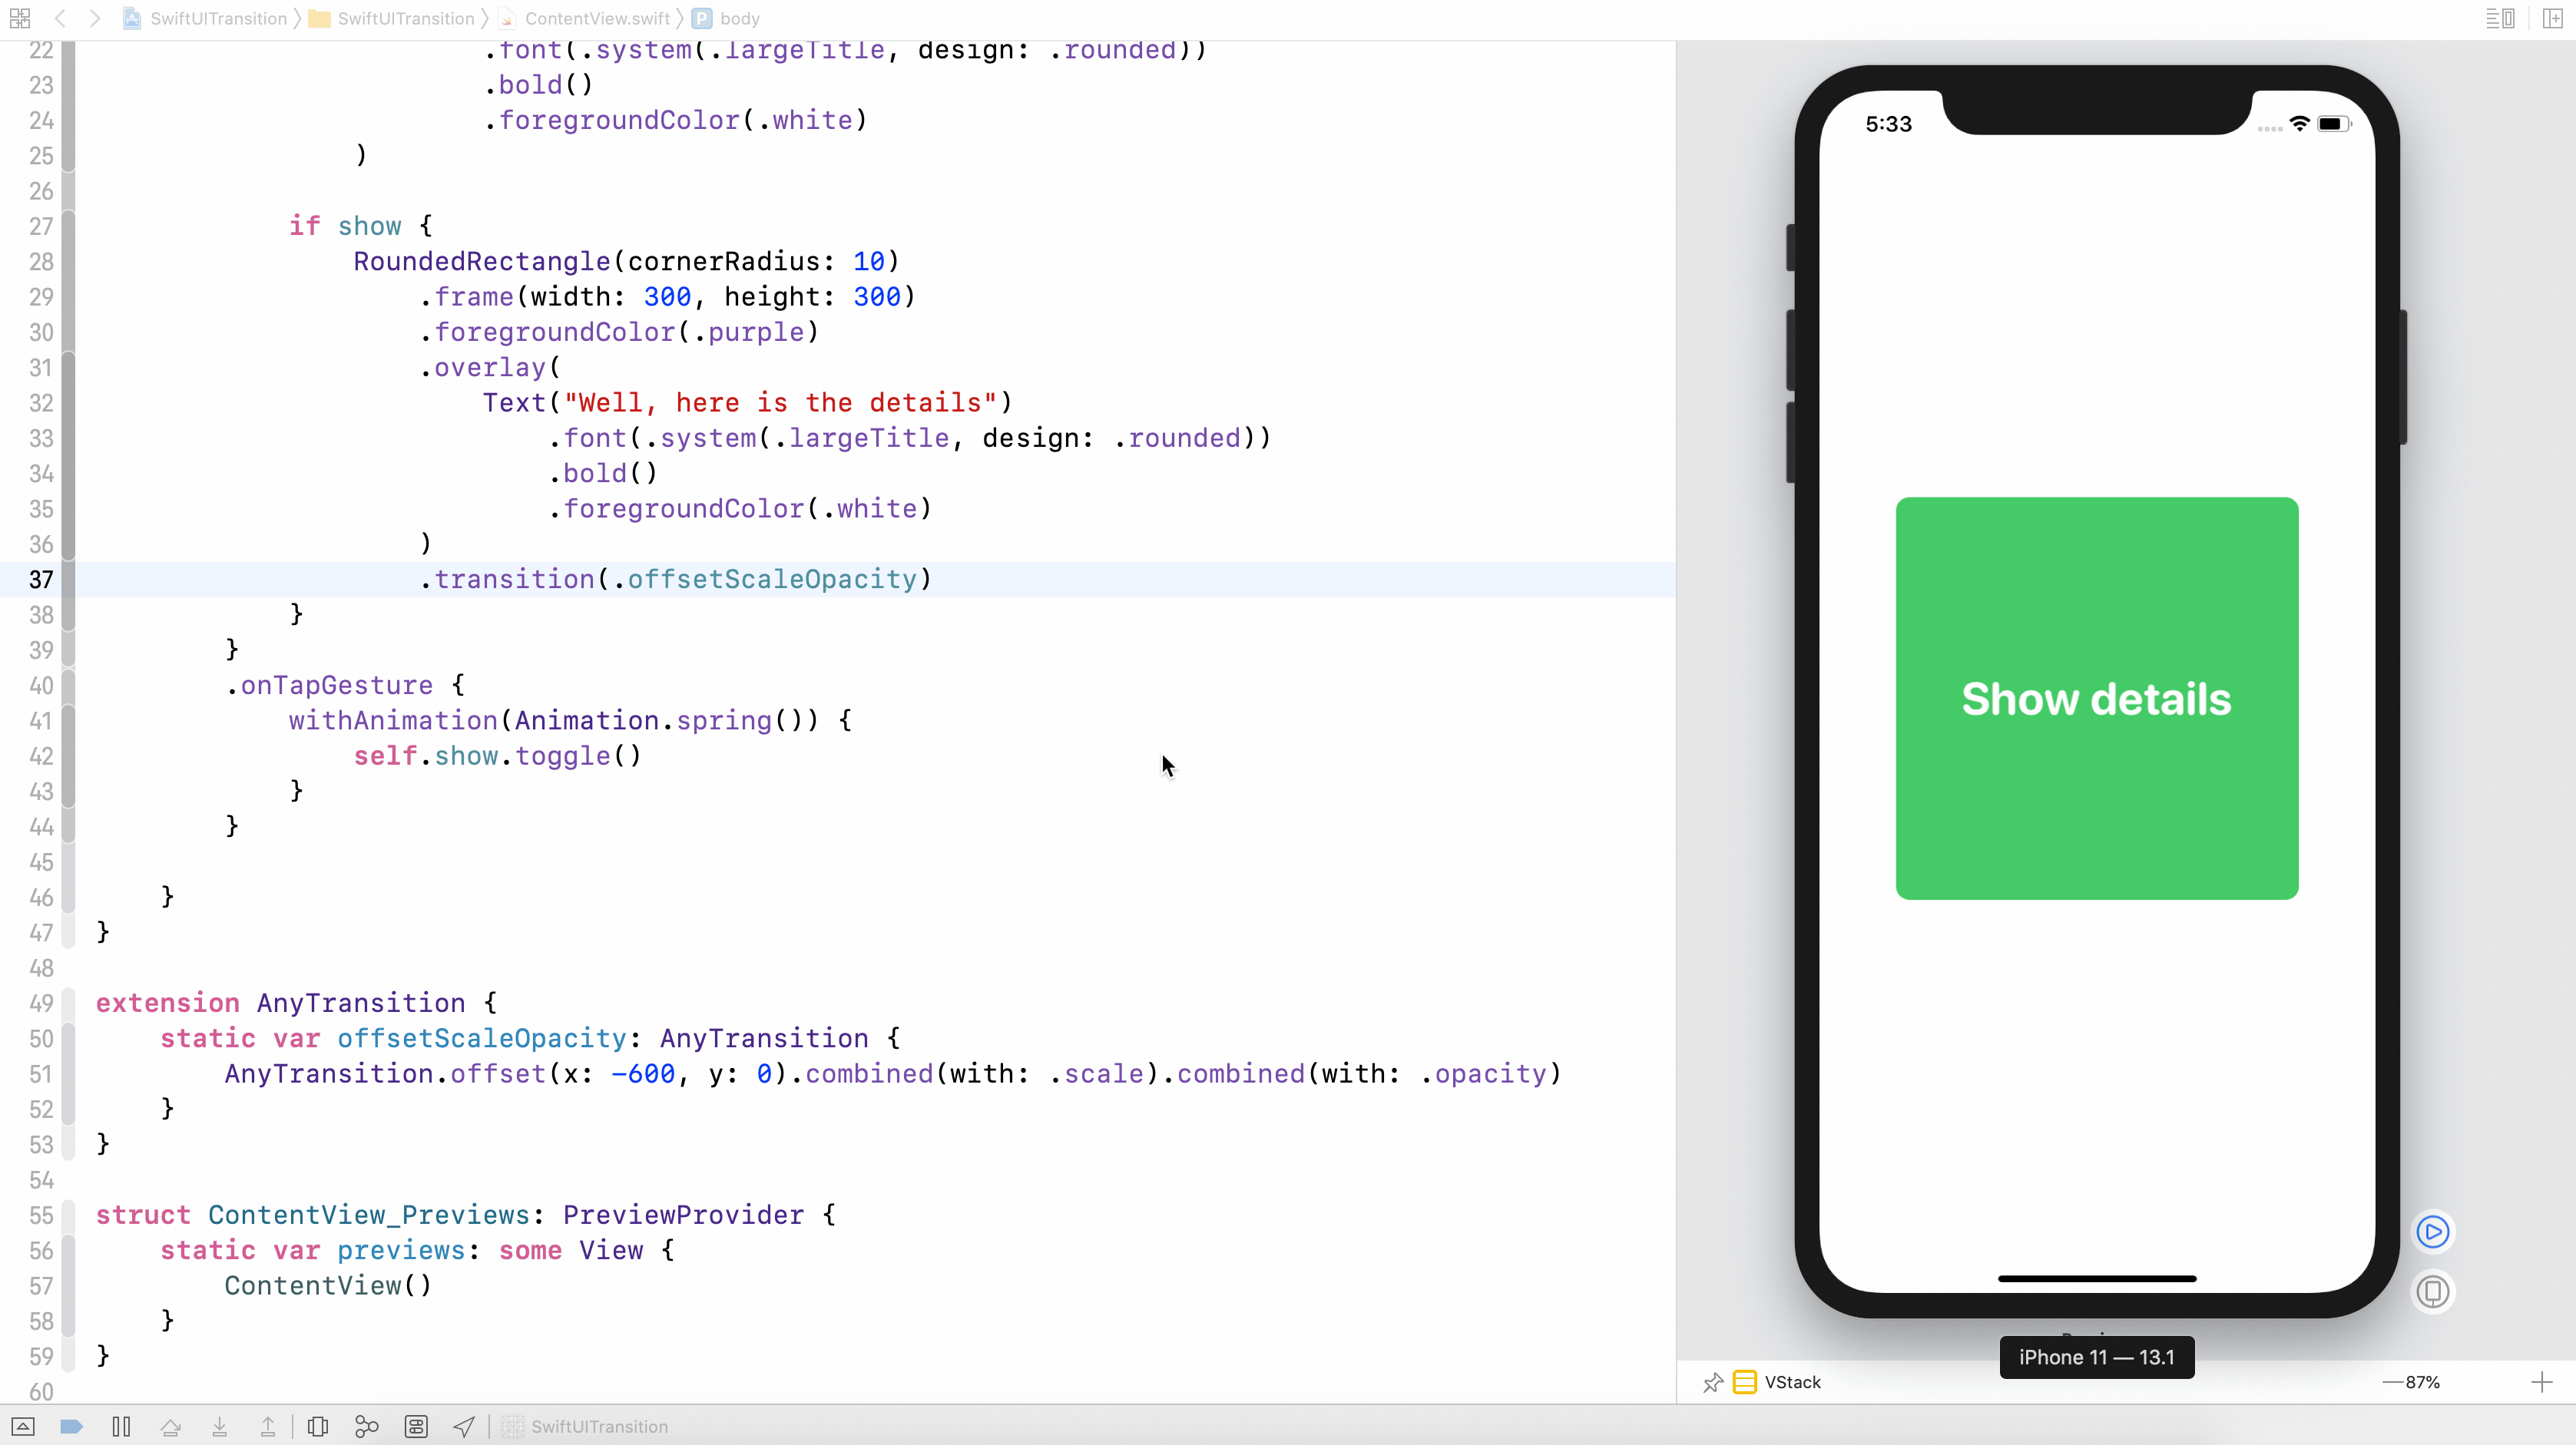 SwiftUITransition › SwiftUITransition › ContentView.swift › P body
22 .font(.system(.largeTitle, design: .rounded))
23 .bold()
24 .foregroundColor(.white)
25 )
26
27 if show {
28 RoundedRectangle(cornerRadius: 10)
29 .frame(width: 300, height: 300)
30 .foregroundColor(.purple)
31 .overlay(
32 Text("Well, here is the details")
33 .font(.system(.largeTitle, design: .rounded))
34 .bold()
35 .foregroundColor(.white)
36 )
37 .transition(.offsetScaleOpacity)
38 }
39 }
40 .onTapGesture {
41 withAnimation(Animation.spring()) {
42 self.show.toggle()
43 }
44 }
45
46 }
47 }
48
49 extension AnyTransition {
50 static var offsetScaleOpacity: AnyTransition {
51 AnyTransition.offset(x: -600, y: 0).combined(with: .scale).combined(with: .opacity)
52 }
53 }
54
55 struct ContentView_Previews: PreviewProvider {
56 static var previews: some View {
57 ContentView()
58 }
59 }
60
SwiftUITransition
5:33
Show details
iPhone 11 — 13.1
VStack
87%